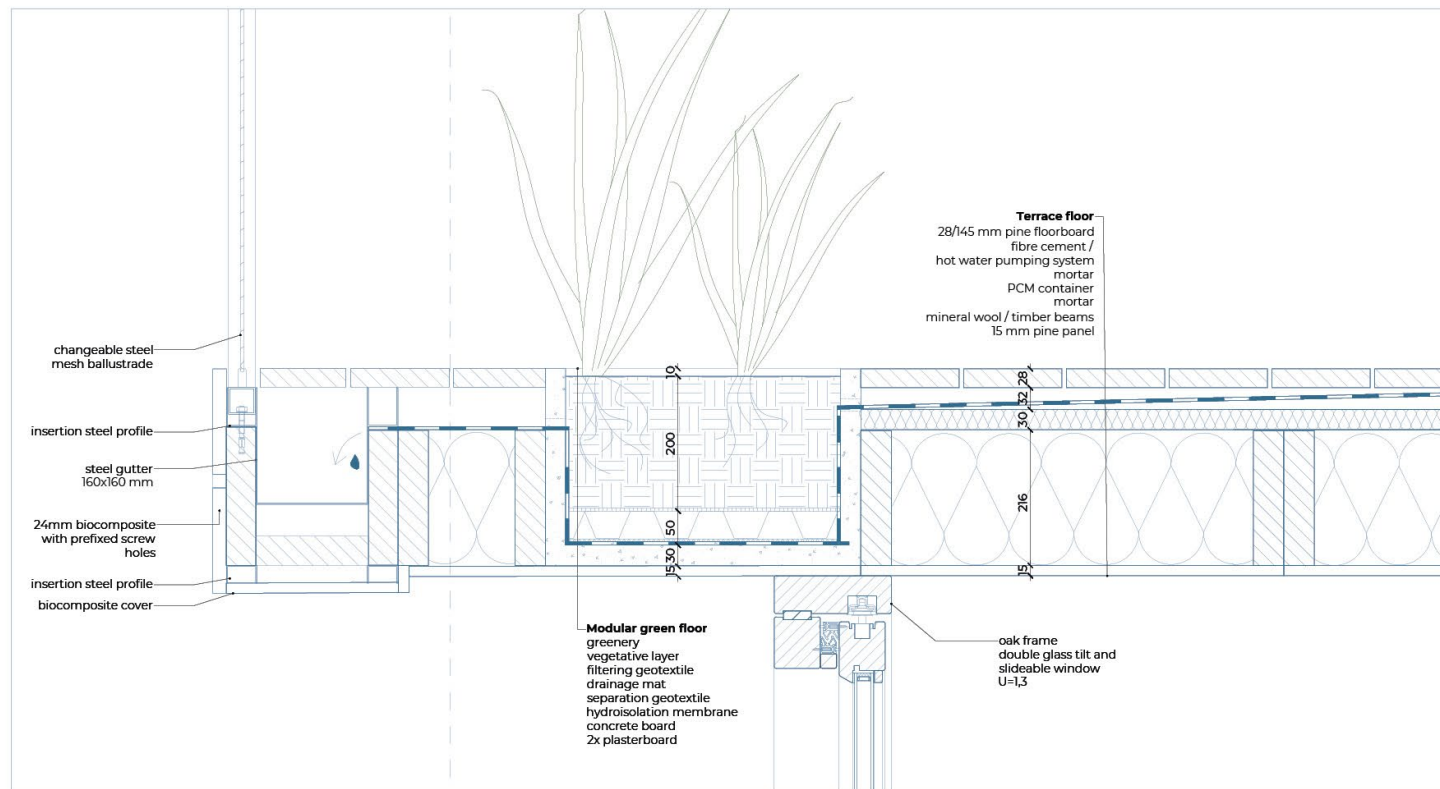 Terrace floor
28/145 mm pine floorboard
fibre cement /
hot water pumping system
mortar
PCM container
mortar
mineral wool / timber beams
15 mm pine panel
changeable steel
mesh ballustrade
insertion steel profile
steel gutter
160x160 mm
24mm biocomposite
with prefixed screw
holes
insertion steel profile
biocomposite cover
10
200
50
30
15
28
32
30
216
15
Modular green floor
greenery
vegetative layer
filtering geotextile
drainage mat
separation geotextile
hydroisolation membrane
concrete board
2x plasterboard
oak frame
double glass tilt and
slideable window
U=1,3